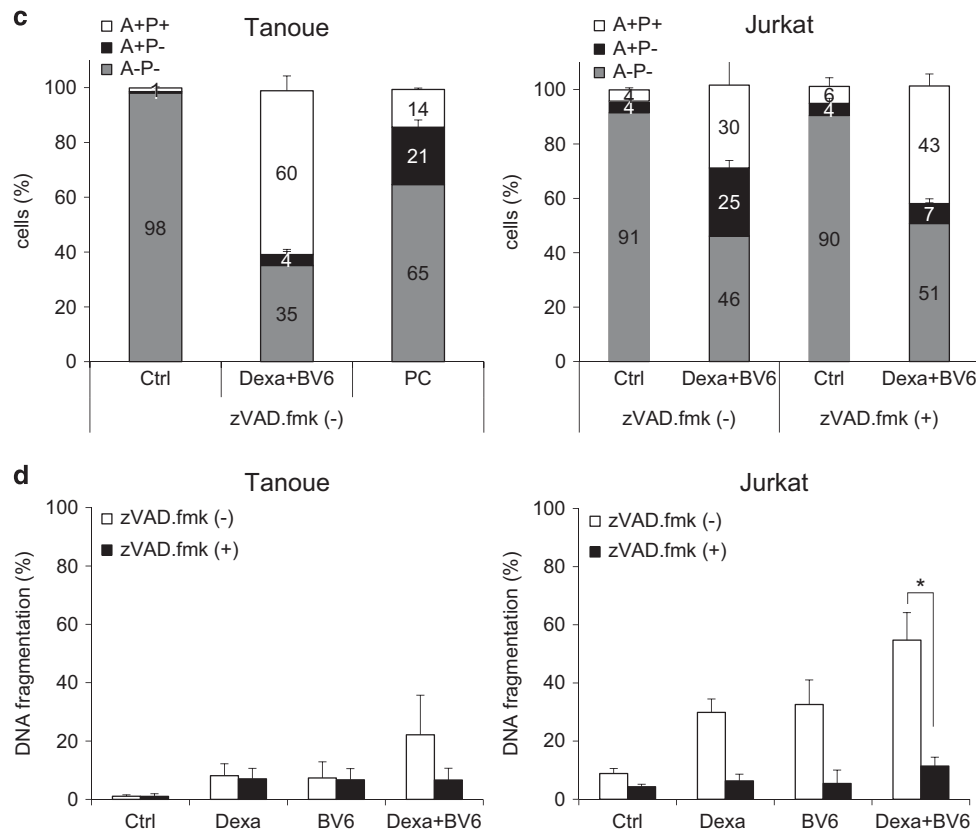 c
Tanoue
A+P+
A+P-
A-P-
cells (%)
100
80
60
40
20
0
1
1
98
60
4
35
14
21
65
Ctrl
Dexa+BV6
PC
zVAD.fmk (-)
Jurkat
A+P+
A+P-
A-P-
cells (%)
100
80
60
40
20
0
4
4
91
30
25
46
6
4
90
43
7
51
Ctrl
Dexa+BV6
Ctrl
Dexa+BV6
zVAD.fmk (-)
zVAD.fmk (+)
d
Tanoue
zVAD.fmk (-)
zVAD.fmk (+)
DNA fragmentation (%)
100
80
60
40
20
0
Ctrl
Dexa
BV6
Dexa+BV6
Jurkat
zVAD.fmk (-)
zVAD.fmk (+)
DNA fragmentation (%)
100
80
60
40
20
0
*
Ctrl
Dexa
BV6
Dexa+BV6